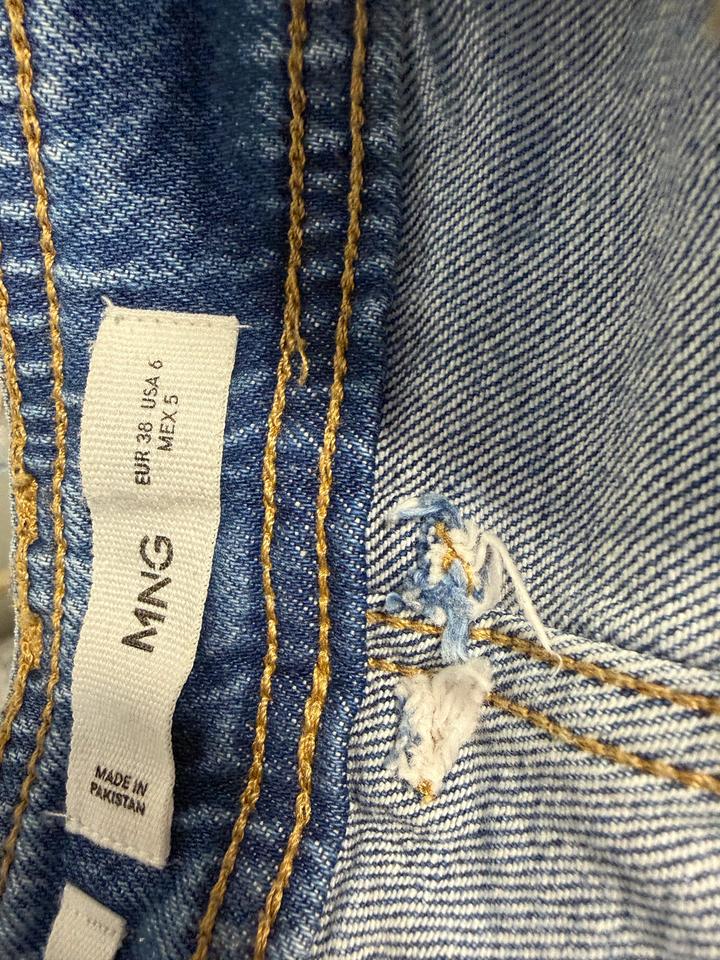 EUR 38 USA 6
MEX 5
MNG
MADE IN
PAKISTAN